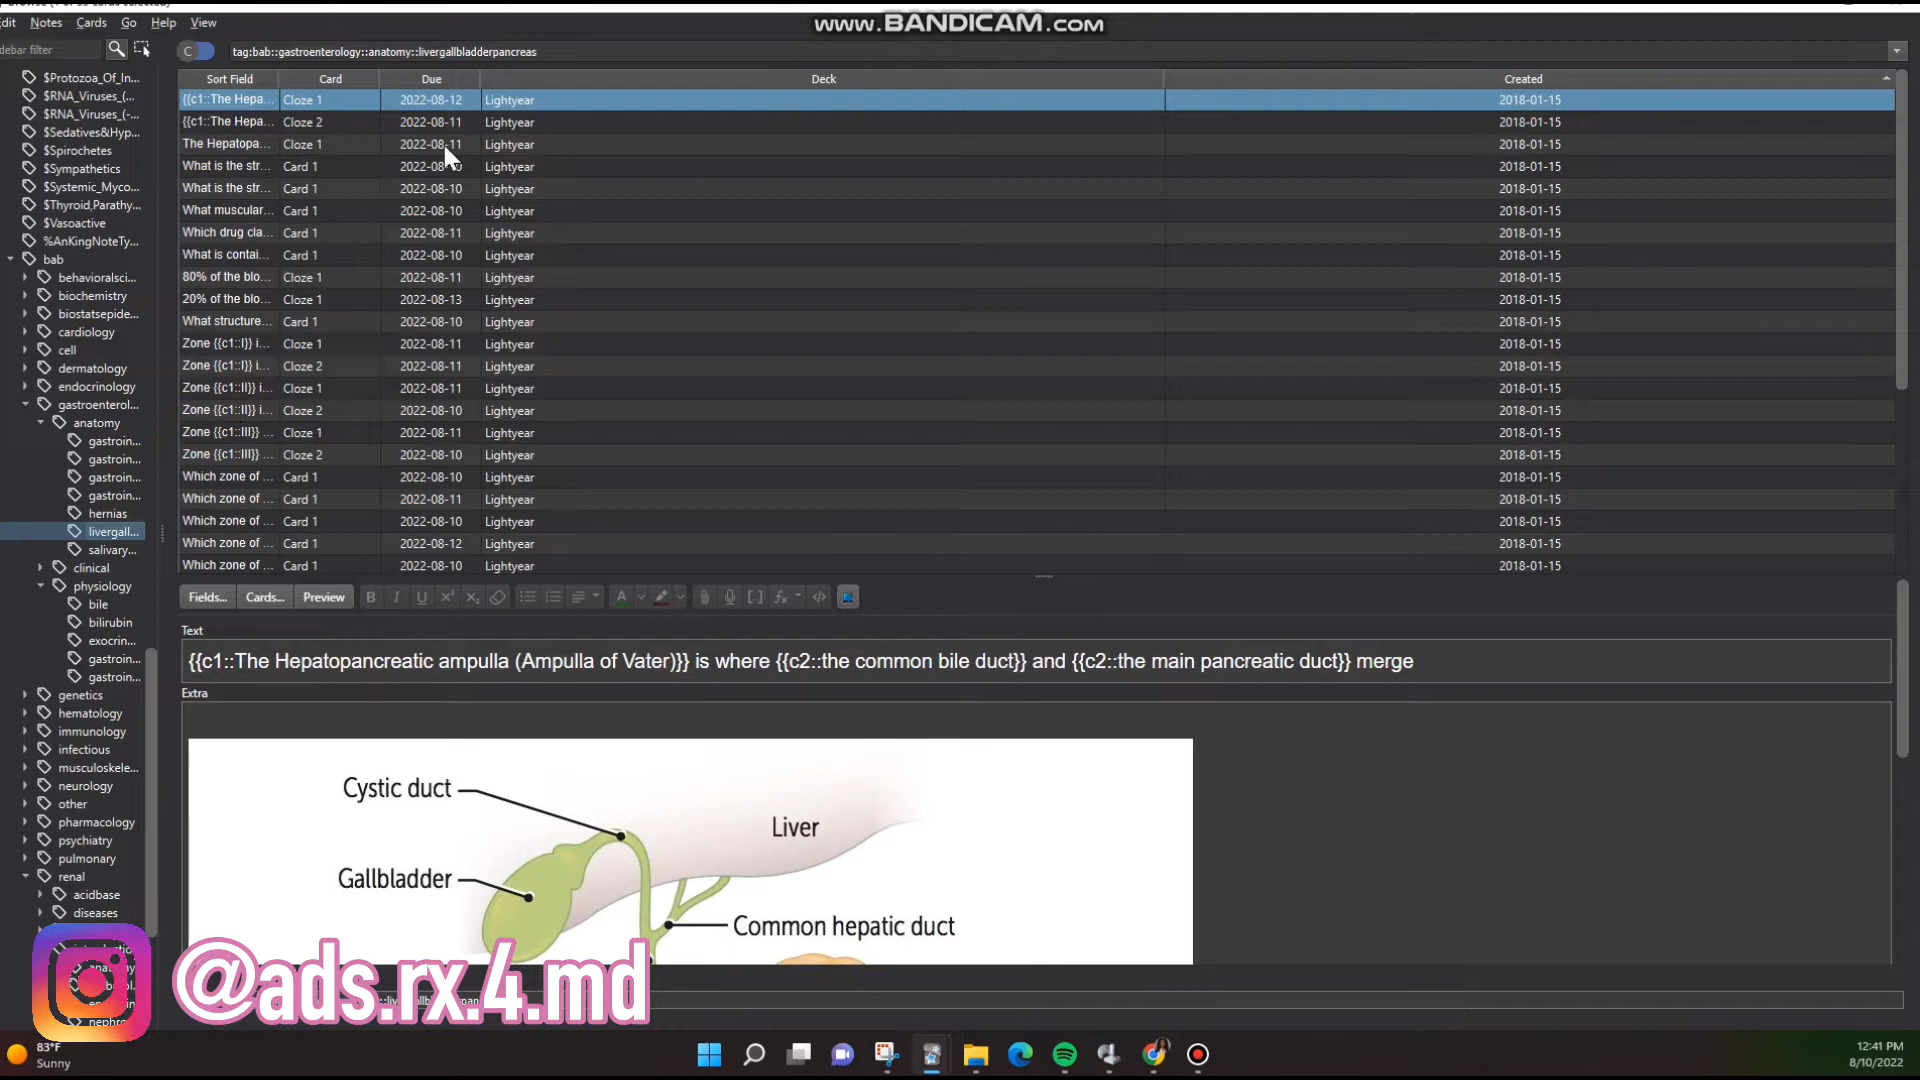 www.BANDICAM.com
Edit Notes Cards Go Help View
debar filter
C tag:bab::gastroenterology::anatomy::livergallbladderpancreas
Sort Field Card Due Deck Created
{{c1::The Hepa... Cloze 1 2022-08-12 Lightyear 2018-01-15
{{c1::The Hepa... Cloze 2 2022-08-11 Lightyear 2018-01-15
The Hepatopa... Cloze 1 2022-08-11 Lightyear 2018-01-15
What is the str... Card 1 Lightyear 2018-01-15
What is the str... Card 1 2022-08-10 Lightyear 2018-01-15
What muscular... Card 1 2022-08-10 Lightyear 2018-01-15
Which drug cla... Card 1 2022-08-11 Lightyear 2018-01-15
What is contai... Card 1 2022-08-10 Lightyear 2018-01-15
80% of the blo... Cloze 1 2022-08-11 Lightyear 2018-01-15
20% of the blo... Cloze 1 2022-08-13 Lightyear 2018-01-15
What structure... Card 1 2022-08-10 Lightyear 2018-01-15
Zone {{c1::I}} i... Cloze 1 2022-08-11 Lightyear 2018-01-15
Zone {{c1::I}} i... Cloze 2 2022-08-11 Lightyear 2018-01-15
Zone {{c1::II}} i... Cloze 1 2022-08-11 Lightyear 2018-01-15
Zone {{c1::II}} i... Cloze 2 2022-08-10 Lightyear 2018-01-15
Zone {{c1::III}} ... Cloze 1 2022-08-11 Lightyear 2018-01-15
Zone {{c1::III}} ... Cloze 2 2022-08-10 Lightyear 2018-01-15
Which zone of ... Card 1 2022-08-10 Lightyear 2018-01-15
Which zone of ... Card 1 2022-08-11 Lightyear 2018-01-15
Which zone of ... Card 1 2022-08-10 Lightyear 2018-01-15
Which zone of ... Card 1 2022-08-12 Lightyear 2018-01-15
Which zone of ... Card 1 2022-08-10 Lightyear 2018-01-15
$Protozoa_Of_In...
$RNA_Viruses_(...
$RNA_Viruses_(-...
$Sedatives&Hyp...
$Spirochetes
$Sympathetics
$Systemic_Myco...
$Thyroid,Parathy...
$Vasoactive
%AnKingNoteTy...
bab
behavioralsci...
biochemistry
biostatsepide...
cardiology
cell
dermatology
endocrinology
gastroenterol...
anatomy
gastroin...
gastroin...
gastroin...
gastroin...
hernias
livergall...
salivary...
clinical
physiology
bile
bilirubin
exocrin...
gastroin...
gastroin...
genetics
hematology
immunology
infectious
musculoskele...
neurology
other
pharmacology
psychiatry
pulmonary
renal
acidbase
diseases
Fields... Cards... Preview B I U x² x₂ A fx </>
Text
{{c1::The Hepatopancreatic ampulla (Ampulla of Vater)}} is where {{c2::the common bile duct}} and {{c2::the main pancreatic duct}} merge
Extra
Cystic duct
Liver
Gallbladder
Common hepatic duct
@ads.rx.4.md
83°F
Sunny
12:41 PM
8/10/2022